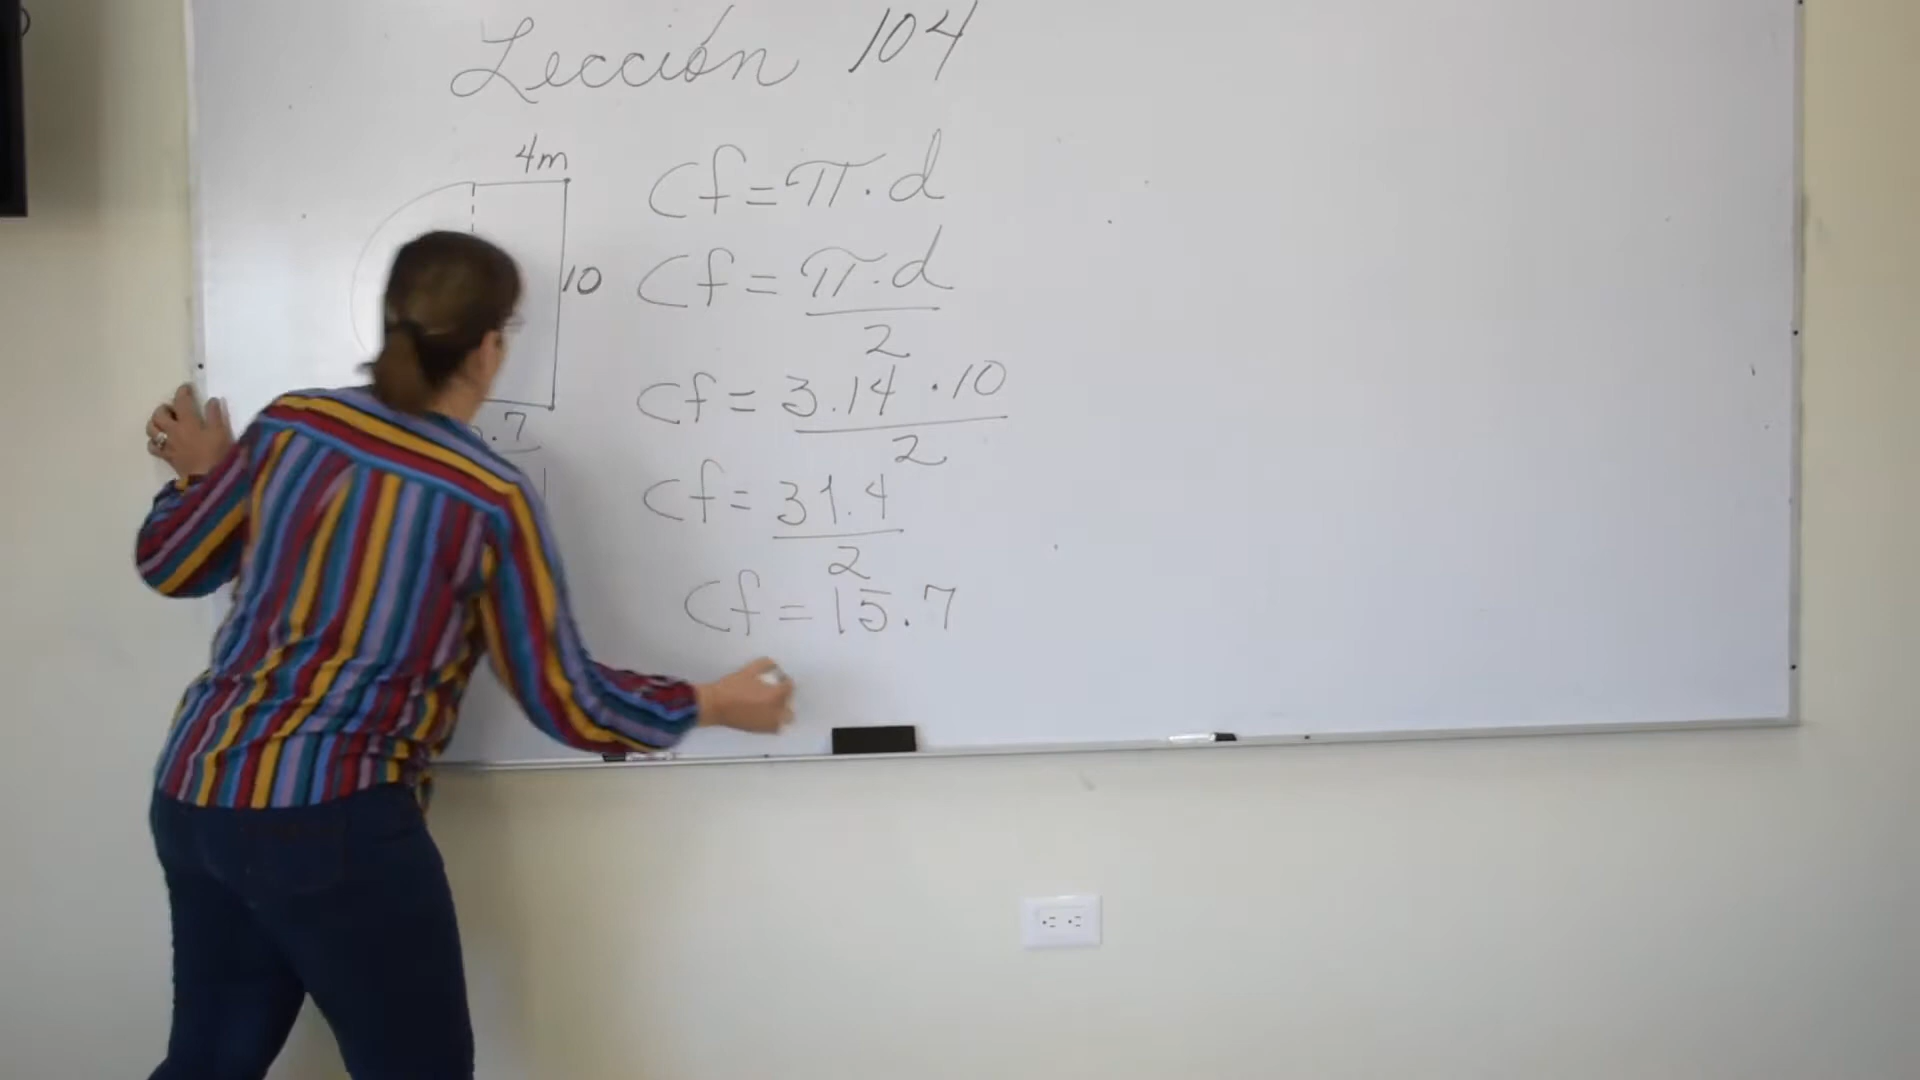 Lección 104
4m
10
.7
Cf = π . d
Cf = π . d
2
Cf = 3.14 . 10
2
Cf = 31.4
2
Cf = 15.7